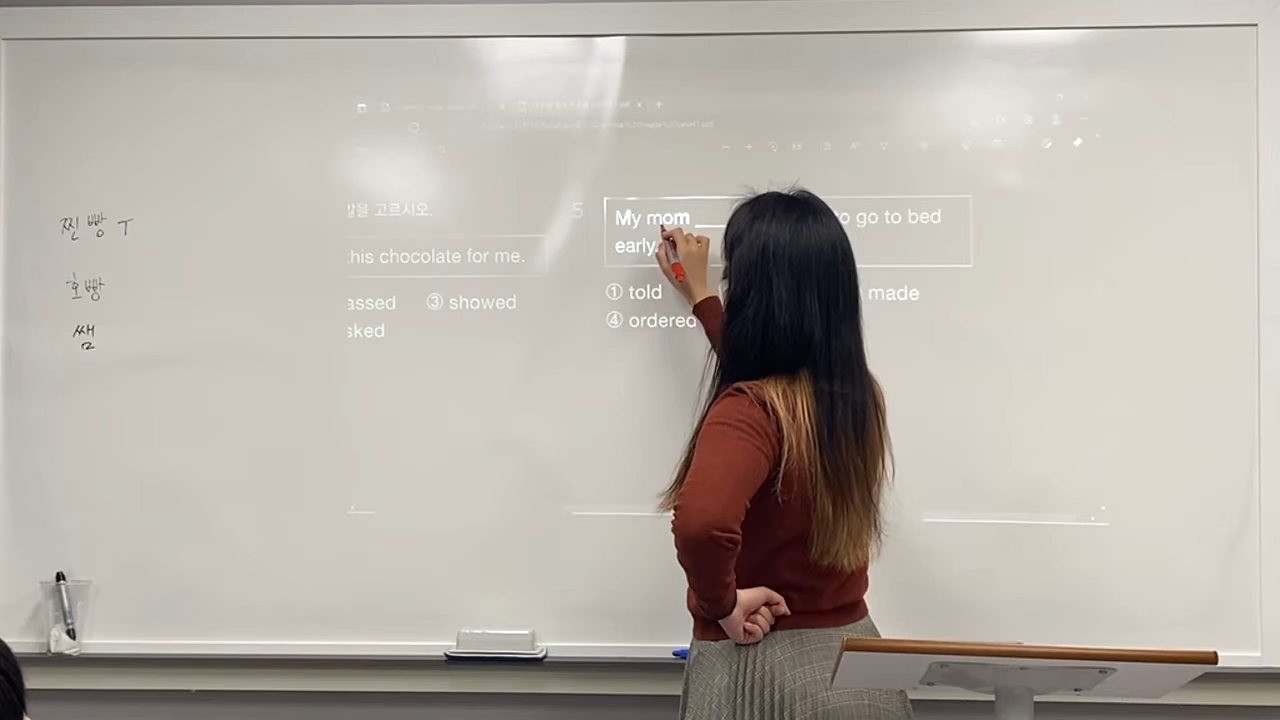 찐빵 T
호빵
쌤
말을 고르시오.
his chocolate for me.
assed ③ showed
sked
5
My mom ____ o go to bed
early.
① told made
④ ordered